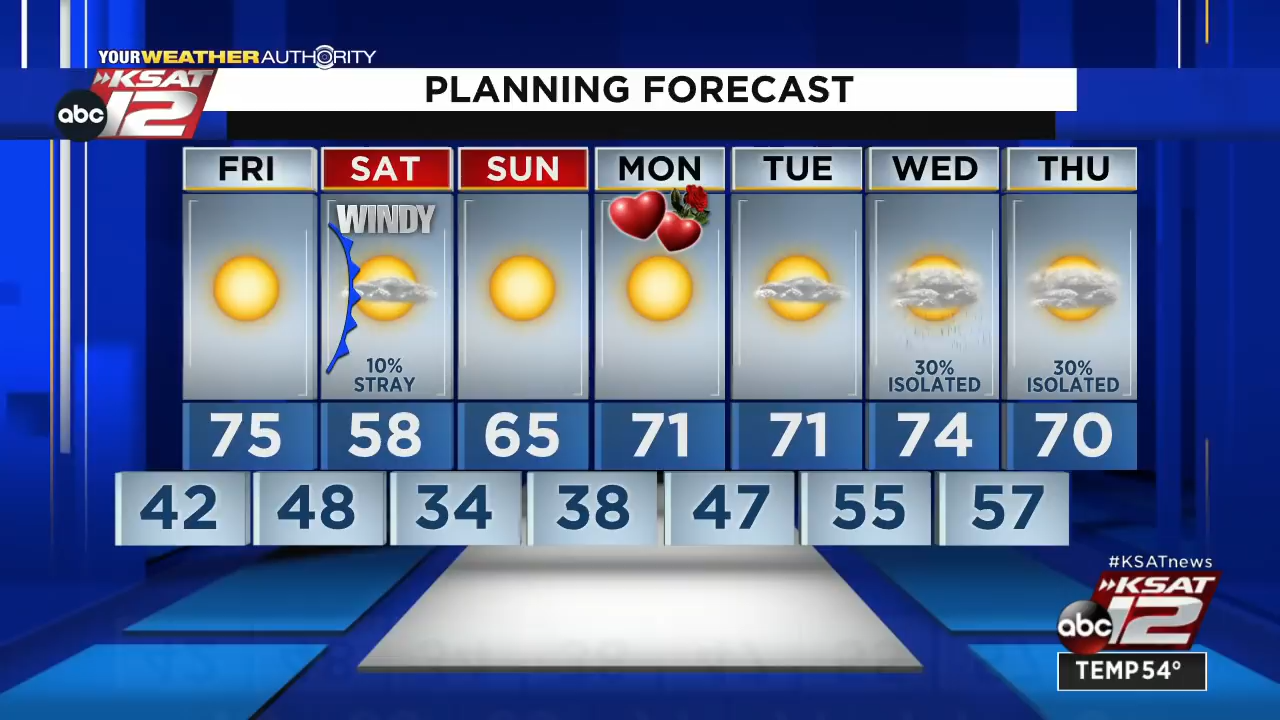 YOURWEATHERAUTHORITY
KSAT
abc 12
PLANNING FORECAST
FRI SAT SUN MON TUE WED THU
WINDY
10% 30% 30%
STRAY ISOLATED ISOLATED
75 58 65 71 71 74 70
42 48 34 38 47 55 57
#KSATnews
KSAT
abc 12
TEMP 54°